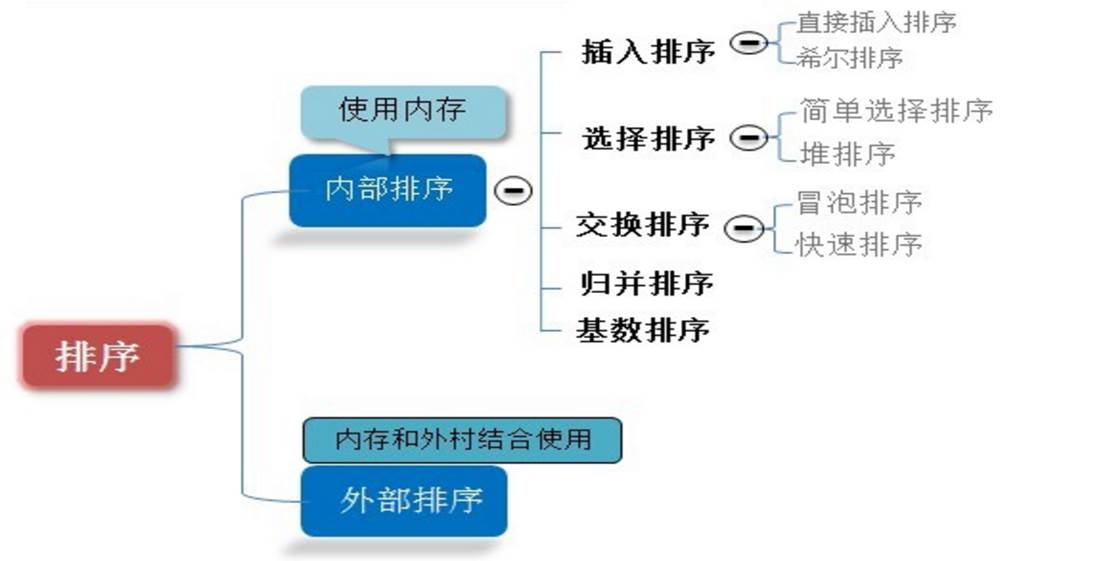 直接插入排序
插入排序
希尔排序
使用内存
简单选择排序
选择排序
堆排序
内部排序
冒泡排序
交换排序
快速排序
归并排序
基数排序
排序
内存和外村结合使用
外部排序